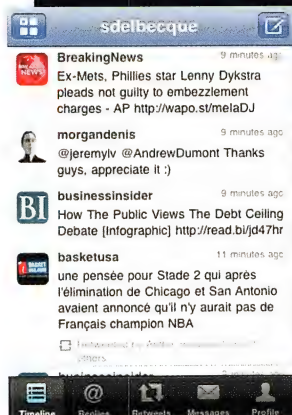 sdelbecque
BreakingNews 9 minutes ago
Ex-Mets, Phillies star Lenny Dykstra
pleads not guilty to embezzlement
charges - AP http://wapo.st/melaDJ
morgandenis 9 minutes ago
@jeremylv @AndrewDumont Thanks
guys, appreciate it :)
BI
businessinsider 9 minutes ago
How The Public Views The Debt Ceiling
Debate [Infographic] http://read.bi/jd47hr
basketusa 11 minutes ago
une pensée pour Stade 2 qui après
l'élimination de Chicago et San Antonio
avaient annoncé qu'il n'y aurait pas de
Français champion NBA
others
Timeline Replies Retweets Messages Profile